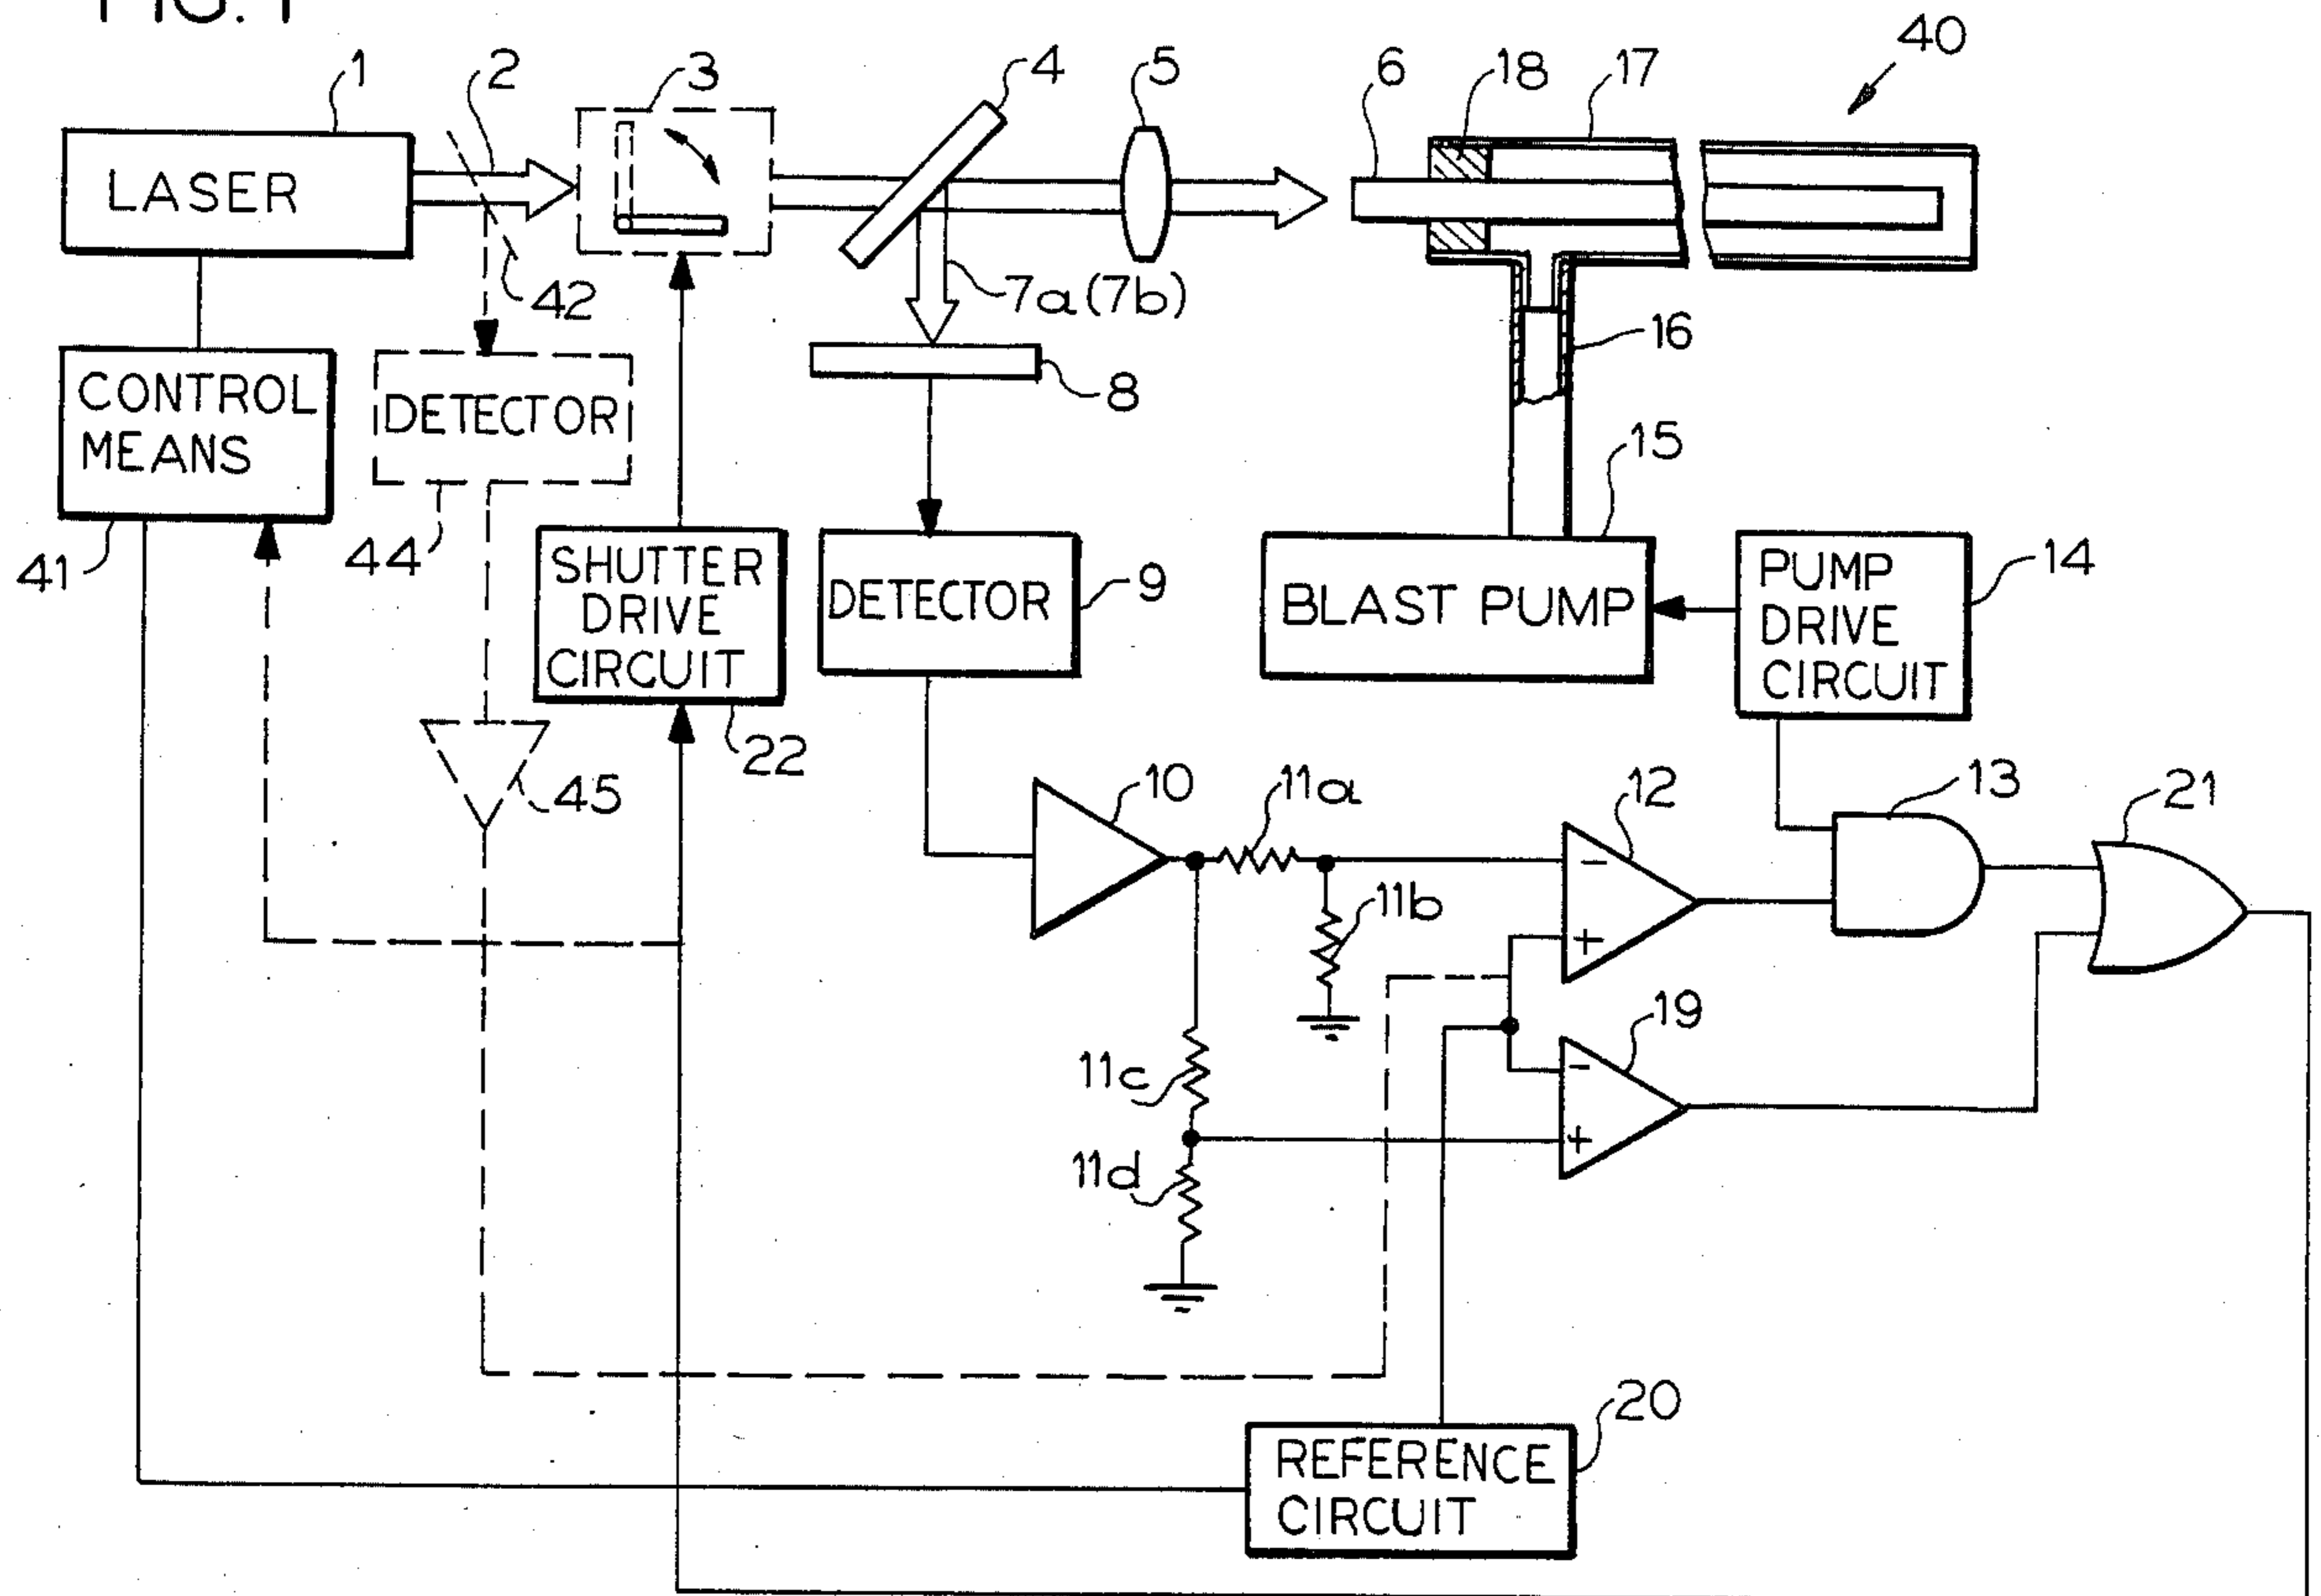 FIG. 1
40
1
2
3
4
5
6
18
17
LASER
42
7a (7b)
16
8
CONTROL
MEANS
DETECTOR
15
41
44
SHUTTER
DRIVE
CIRCUIT
DETECTOR
9
BLAST PUMP
PUMP
DRIVE
CIRCUIT
14
22
45
10
11a
12
13
21
-
11b
+
19
11c
-
+
11d
20
REFERENCE
CIRCUIT